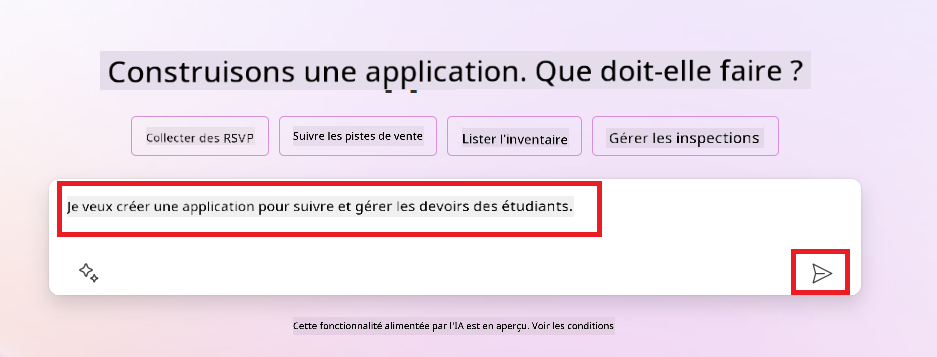 Construisons une application. Que doit-elle faire ?
Collecter des RSVP
Suivre les pistes de vente
Lister l'inventaire
Gérer les inspections
Je veux créer une application pour suivre et gérer les devoirs des étudiants.
Cette fonctionnalité alimentée par l'IA est en aperçu. Voir les conditions